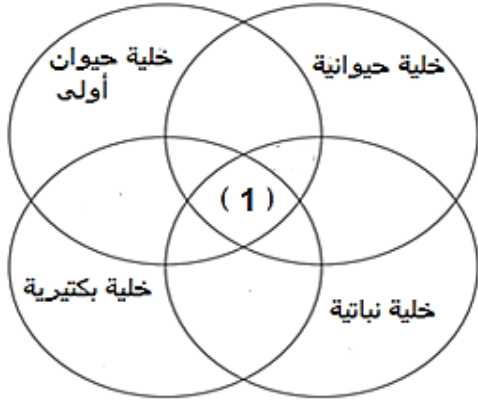 خلية حيوان
أولى
خلية حيوانية
( 1 )
خلية بكتيرية
خلية نباتية